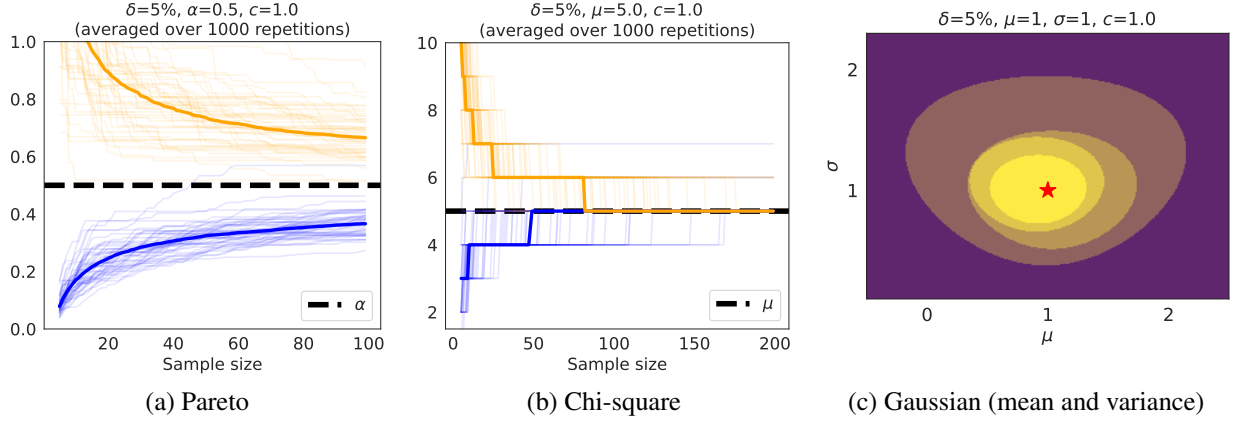 δ=5%, α=0.5, c=1.0
(averaged over 1000 repetitions)
1.0
0.8
0.6
0.4
0.2
0.0
α
20
40
60
80
100
Sample size
(a) Pareto
δ=5%, μ=5.0, c=1.0
(averaged over 1000 repetitions)
10
8
6
4
2
μ
0
50
100
150
200
Sample size
(b) Chi-square
δ=5%, μ=1, σ=1, c=1.0
2
1
σ
0
1
2
μ
(c) Gaussian (mean and variance)